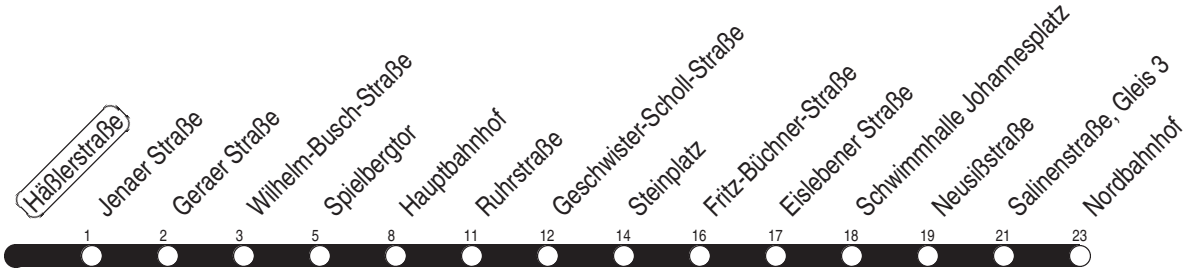 Häßlerstraße
Jenaer Straße
Geraer Straße
Wilhelm-Busch-Straße
Spielbergtor
Hauptbahnhof
Ruhrstraße
Geschwister-Scholl-Straße
Steinplatz
Fritz-Büchner-Straße
Eislebener Straße
Schwimmhalle Johannesplatz
Neusißstraße
Salinenstraße, Gleis 3
Nordbahnhof
1 2 3 5 8 11 12 14 16 17 18 19 21 23